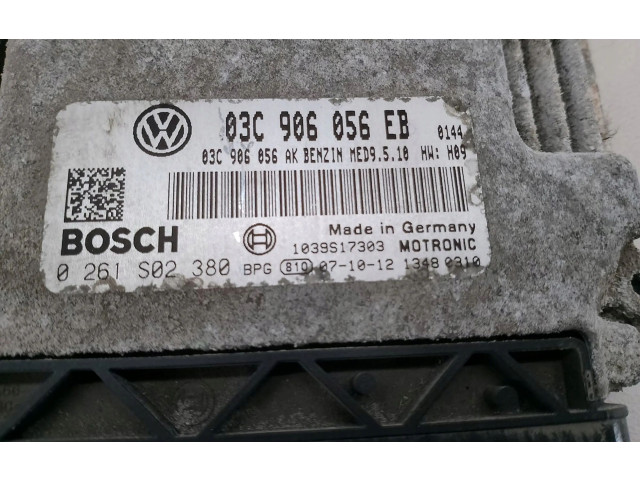 03C 906 056 EB 0144
03C 906 056 AK BENZIN MED9.5.10 HW: H09
Made in Germany
BOSCH 1039S17303 MOTRONIC
0 261 S02 380 BPG 810 07-10-12 1348 0310